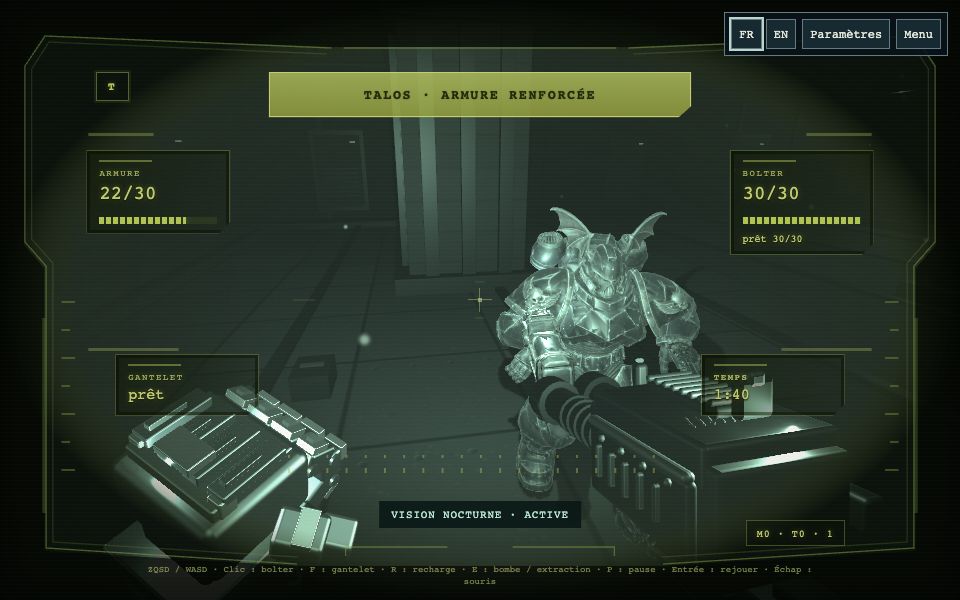 FR EN Paramètres Menu
T
TALOS · ARMURE RENFORCÉE
ARMURE
22/30
BOLTER
30/30
prêt 30/30
GANTELET
prêt
TEMPS
1:40
VISION NOCTURNE · ACTIVE
M0 · T0 · 1
ZQSD / WASD · Clic : bolter · F : gantelet · R : recharge · E : bombe / extraction · P : pause · Entrée : rejouer · Échap :
souris